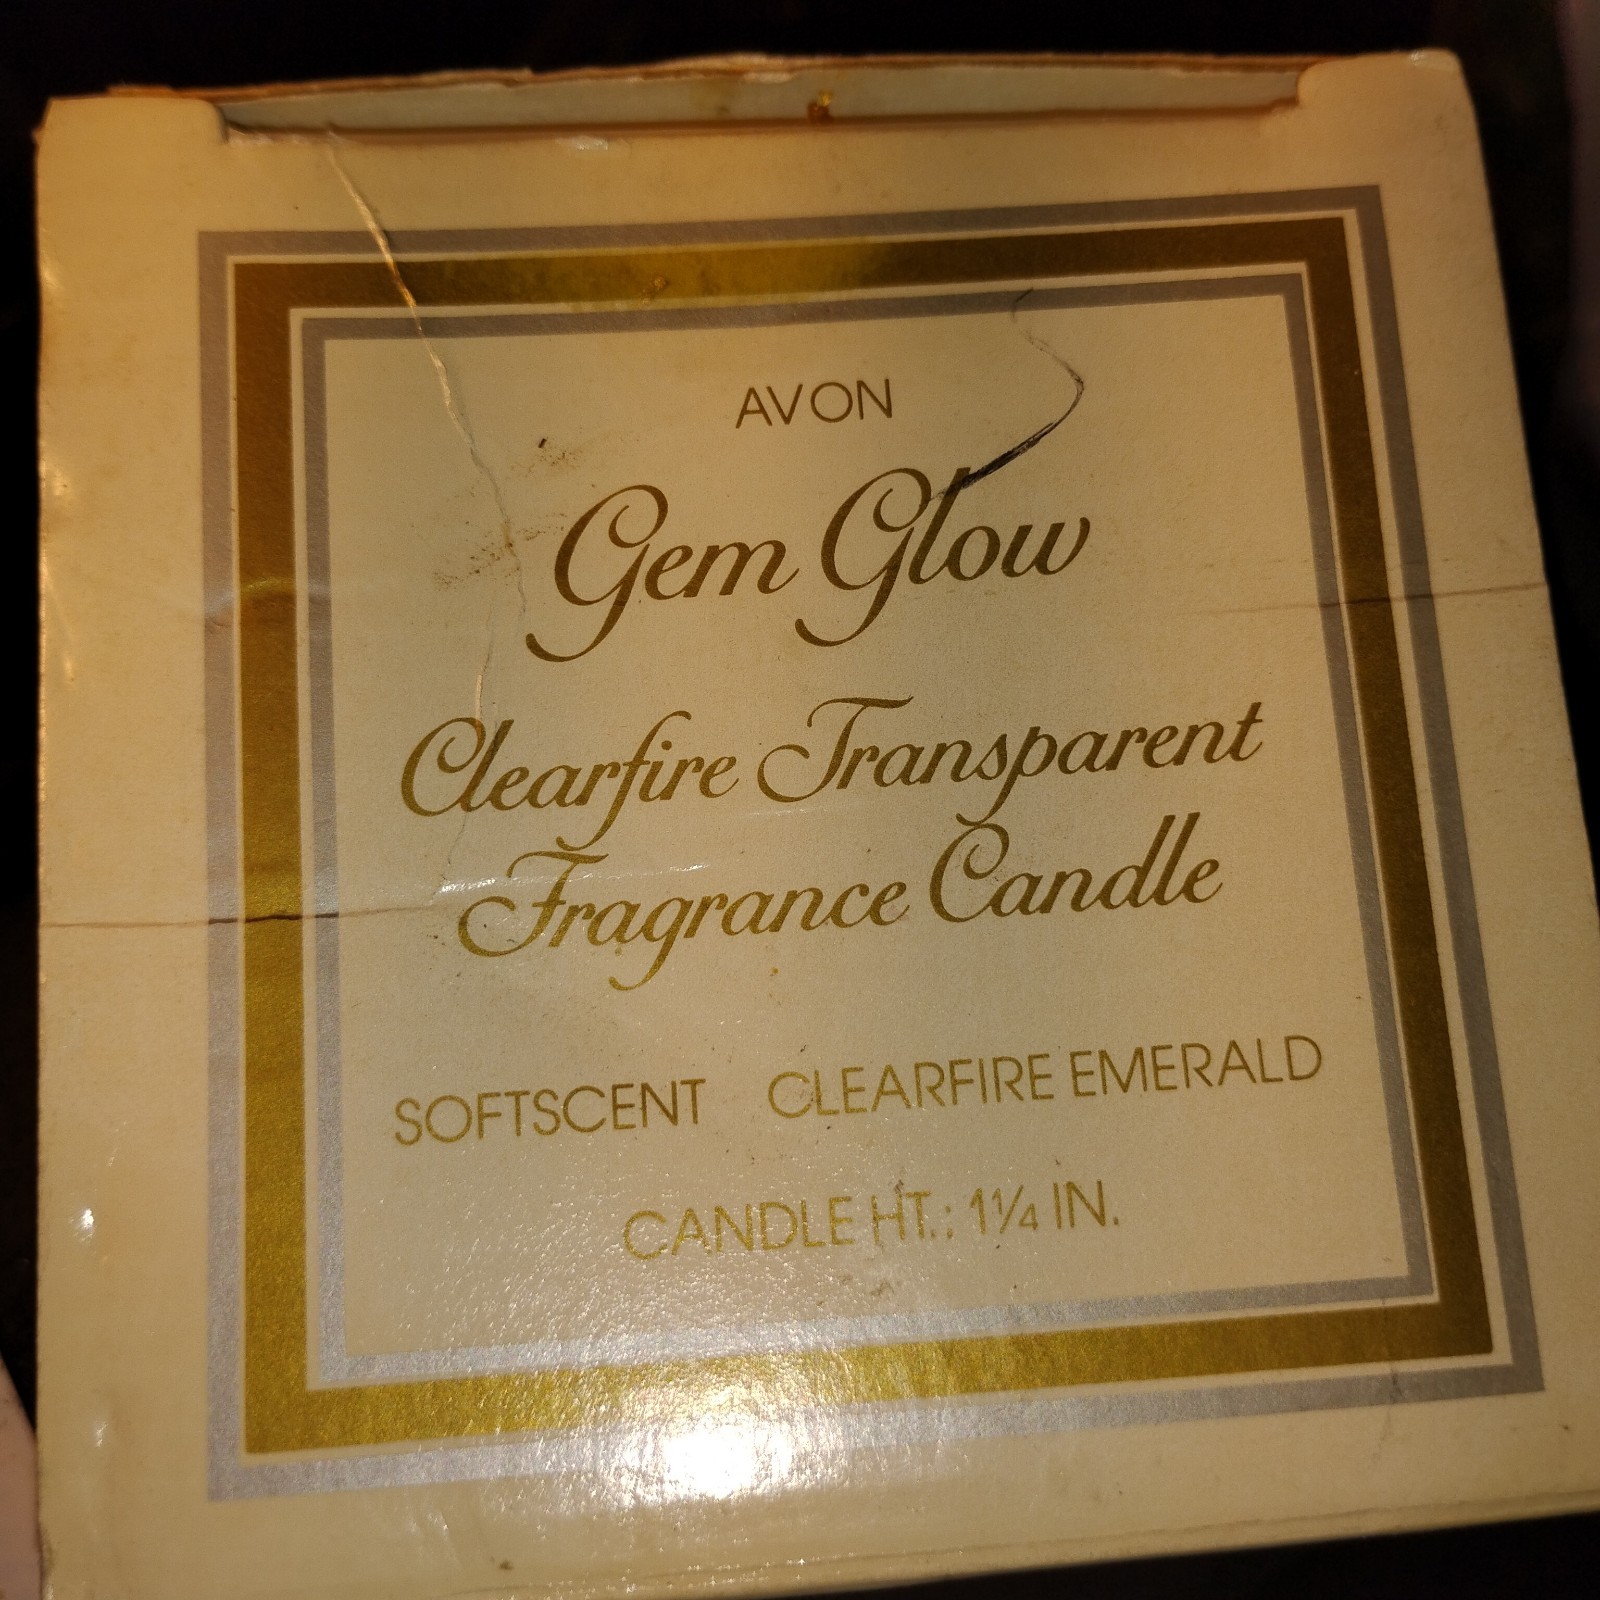 AVON
Gem Glow
Clearfire Transparent
Fragrance Candle
SOFTSCENT CLEARFIRE EMERALD
CANDLE HT.: 1¼ IN.